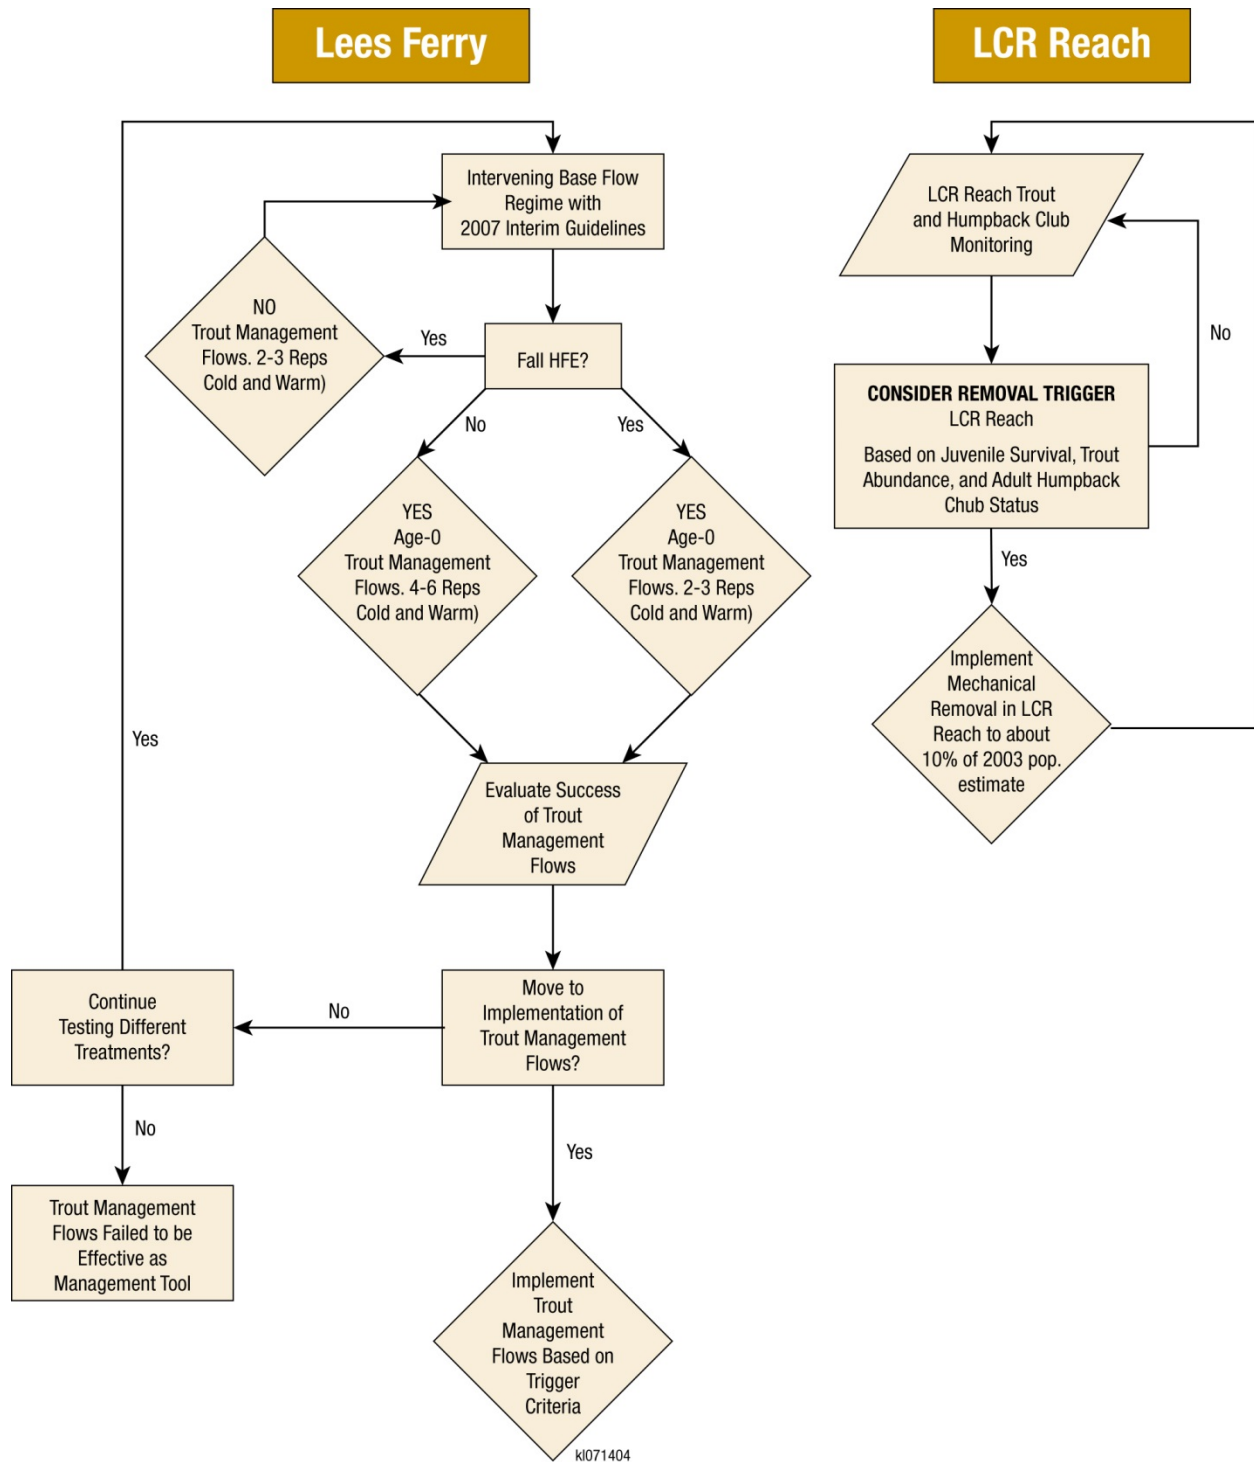 Lees Ferry
Intervening Base Flow
Regime with
2007 Interim Guidelines
NO
Trout Management
Flows. 2-3 Reps
Cold and Warm)
Yes
Fall HFE?
No
Yes
YES
Age-0
Trout Management
Flows. 4-6 Reps
Cold and Warm)
YES
Age-0
Trout Management
Flows. 2-3 Reps
Cold and Warm)
Yes
Evaluate Success
of Trout
Management
Flows
Continue
Testing Different
Treatments?
No
Move to
Implementation of
Trout Management
Flows?
No
Yes
Trout Management
Flows Failed to be
Effective as
Management Tool
Implement
Trout
Management
Flows Based on
Trigger
Criteria
kl071404
LCR Reach
LCR Reach Trout
and Humpback Club
Monitoring
No
CONSIDER REMOVAL TRIGGER
LCR Reach
Based on Juvenile Survival, Trout
Abundance, and Adult Humpback
Chub Status
Yes
Implement
Mechanical
Removal in LCR
Reach to about
10% of 2003 pop.
estimate